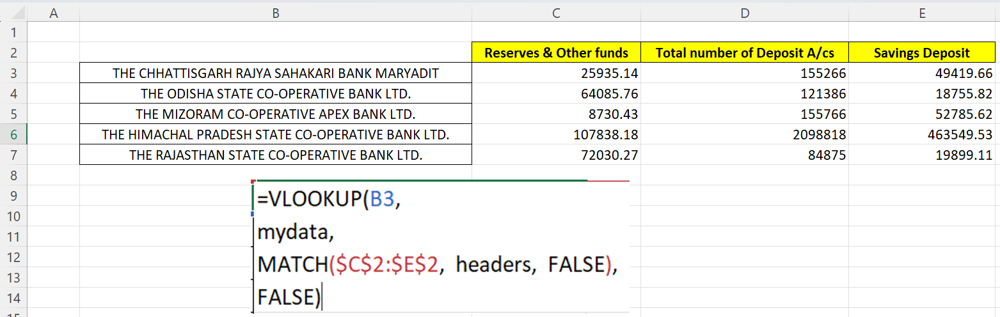 A B C D E
1
2 Reserves & Other funds Total number of Deposit A/cs Savings Deposit
3 THE CHHATTISGARH RAJYA SAHAKARI BANK MARYADIT 25935.14 155266 49419.66
4 THE ODISHA STATE CO-OPERATIVE BANK LTD. 64085.76 121386 18755.82
5 THE MIZORAM CO-OPERATIVE APEX BANK LTD. 8730.43 155766 52785.62
6 THE HIMACHAL PRADESH STATE CO-OPERATIVE BANK LTD. 107838.18 2098818 463549.53
7 THE RAJASTHAN STATE CO-OPERATIVE BANK LTD. 72030.27 84875 19899.11
8
9 =VLOOKUP(B3,
10
11 mydata,
12 MATCH($C$2:$E$2, headers, FALSE),
13
14 FALSE)
15